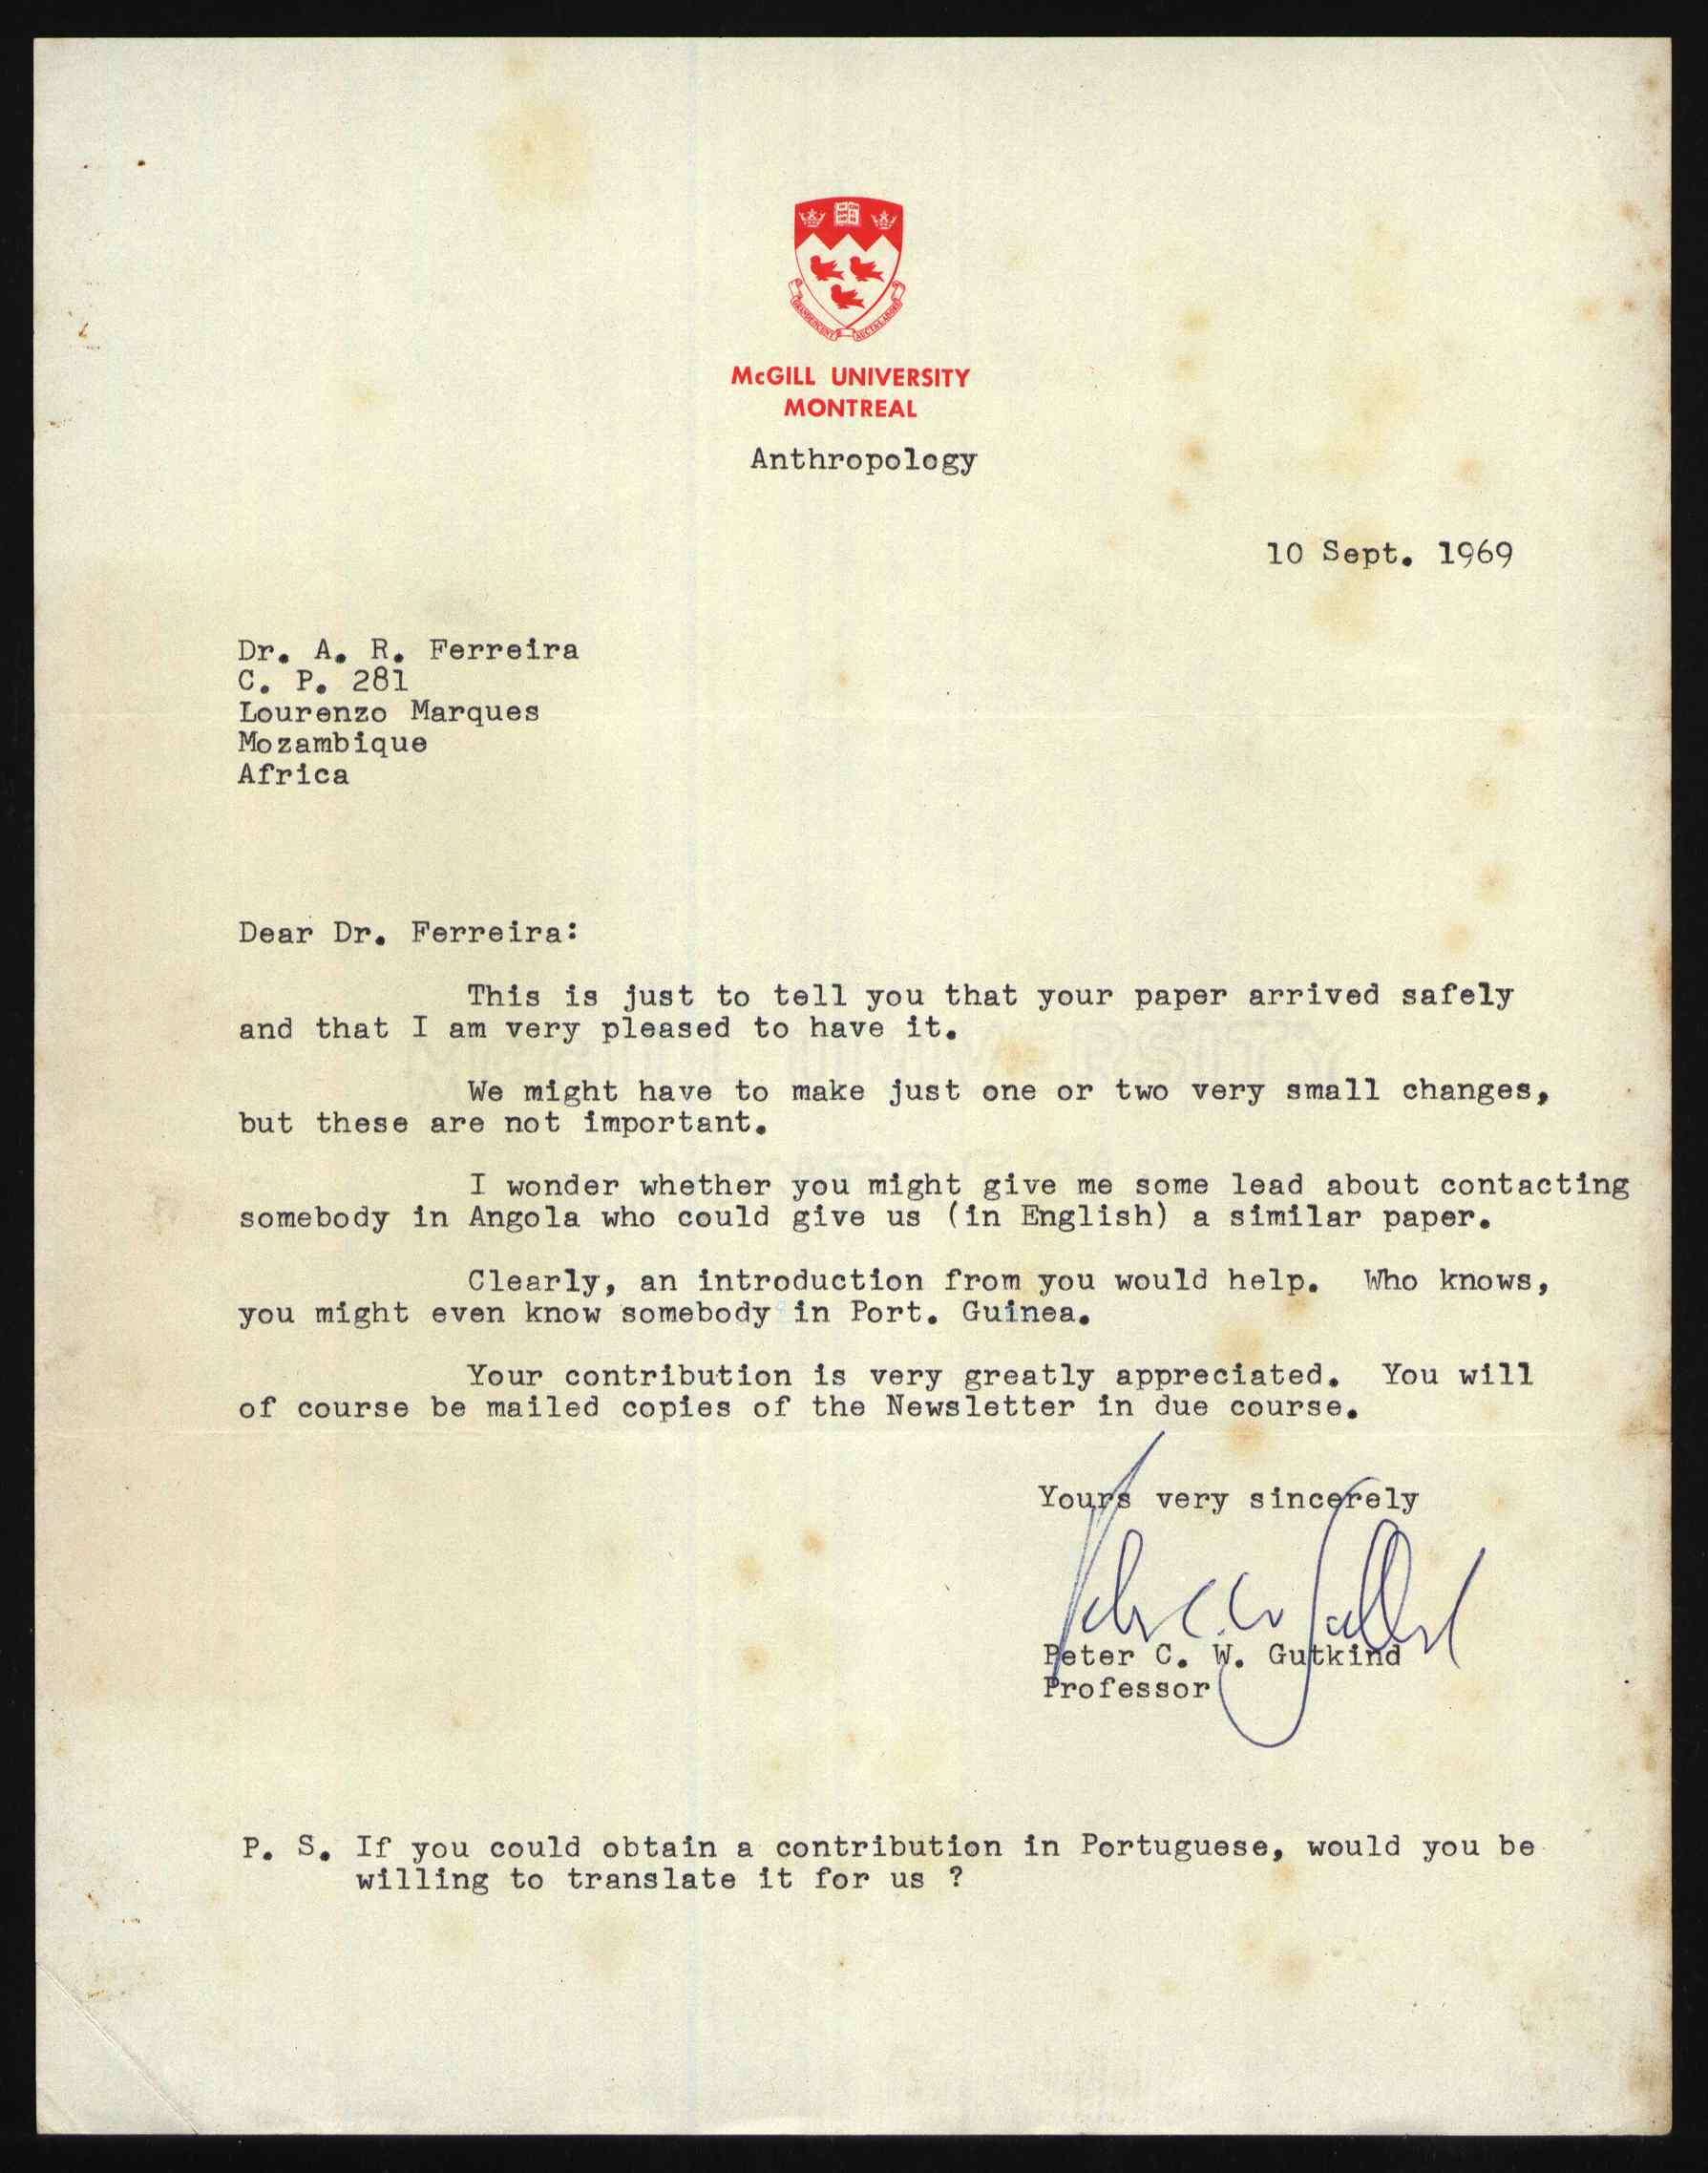 GRANDESCUNT AUCTA LABORE
McGILL UNIVERSITY
MONTREAL
Anthropology
10 Sept. 1969
Dr. A. R. Ferreira
C. P. 281
Lourenzo Marques
Mozambique
Africa
Dear Dr. Ferreira:
This is just to tell you that your paper arrived safely
and that I am very pleased to have it.
We might have to make just one or two very small changes,
but these are not important.
I wonder whether you might give me some lead about contacting
somebody in Angola who could give us (in English) a similar paper.
Clearly, an introduction from you would help. Who knows,
you might even know somebody in Port. Guinea.
Your contribution is very greatly appreciated. You will
of course be mailed copies of the Newsletter in due course.
Yours very sincerely
Peter C. W. Gutkind
Professor
P. S. If you could obtain a contribution in Portuguese, would you be
willing to translate it for us ?